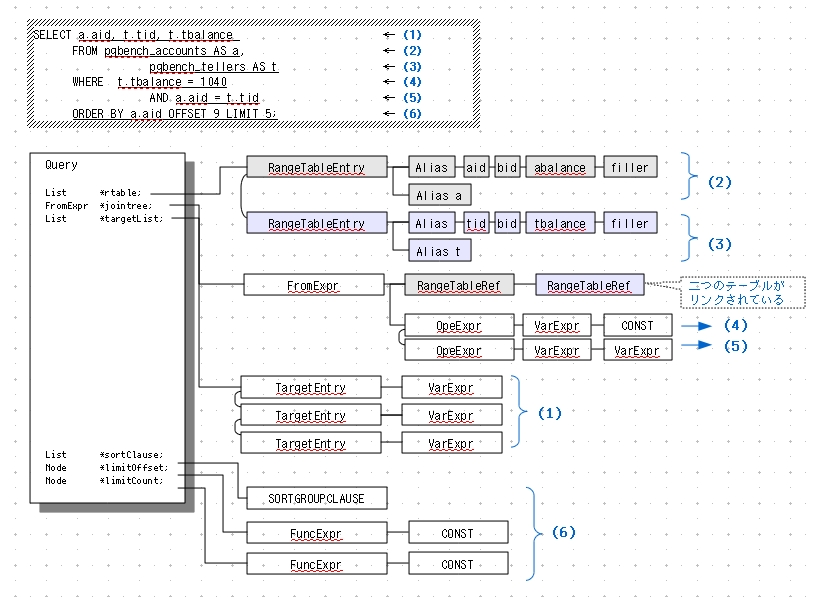 SELECT a.aid, t.tid, t.tbalance ← (1)
FROM pgbench_accounts AS a, ← (2)
pgbench_tellers AS t ← (3)
WHERE t.tbalance = 1040 ← (4)
AND a.aid = t.tid ← (5)
ORDER BY a.aid OFFSET 9 LIMIT 5; ← (6)
Query
List *rtable;
FromExpr *jointree;
List *targetList;
RangeTableEntry Alias aid bid abalance filler
Alias a
(2)
RangeTableEntry Alias tid bid tbalance filler
Alias t
(3)
FromExpr RangeTableRef RangeTableRef
二つのテーブルが
リンクされている
OpeExpr VarExpr CONST (4)
OpeExpr VarExpr VarExpr (5)
TargetEntry VarExpr
TargetEntry VarExpr
TargetEntry VarExpr
(1)
List *sortClause;
Node *limitOffset;
Node *limitCount;
SORTGROUPCLAUSE
FuncExpr CONST
FuncExpr CONST
(6)